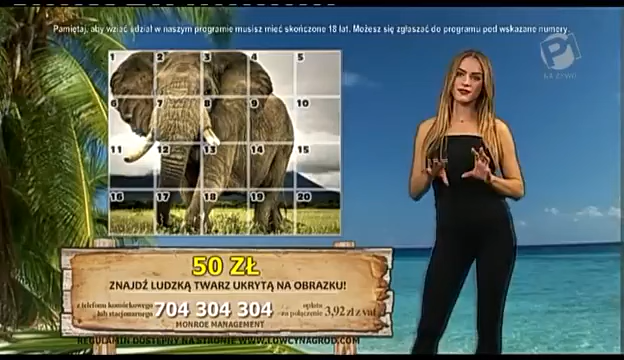 Pamiętaj, aby wziąć udział w naszym programie musisz mieć skończone 18 lat. Możesz się zgłaszać do programu pod wskazane numery.
P
NA ŻYWO
1 2 3 4 5
6 7 8 9 10
11 12 13 14 15
16 17 18 19 20
50 ZŁ
ZNAJDŹ LUDZKĄ TWARZ UKRYTĄ NA OBRAZKU!
z telefonu komórkowego
lub stacjonarnego
704 304 304
opłata
za połączenie 3,92 zł z vat
MONROE MANAGEMENT
REGULAMIN DOSTĘPNY NA STRONIE WWW.LOWCYNAGROD.COM